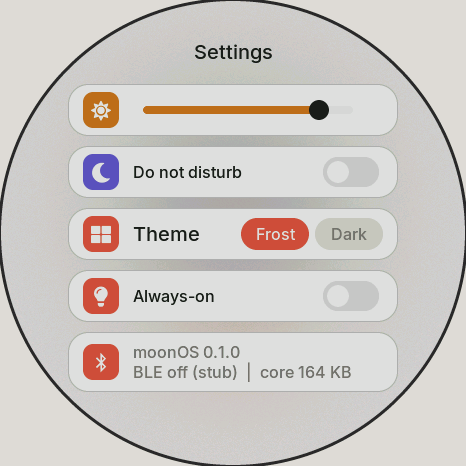 Settings
Do not disturb
Theme Frost Dark
Always-on
moonOS 0.1.0
BLE off (stub) | core 164 KB